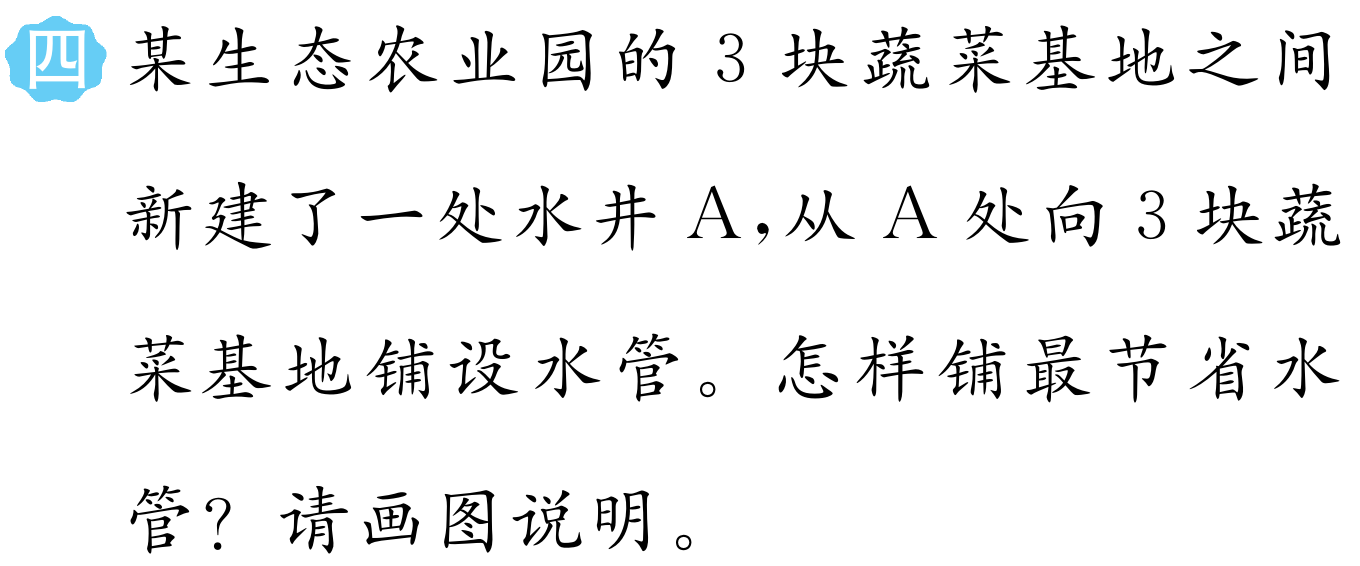 四 某生态农业园的 3 块蔬菜基地之间
新建了一处水井 A,从 A 处向 3 块蔬
菜基地铺设水管。怎样铺最节省水
管? 请画图说明。